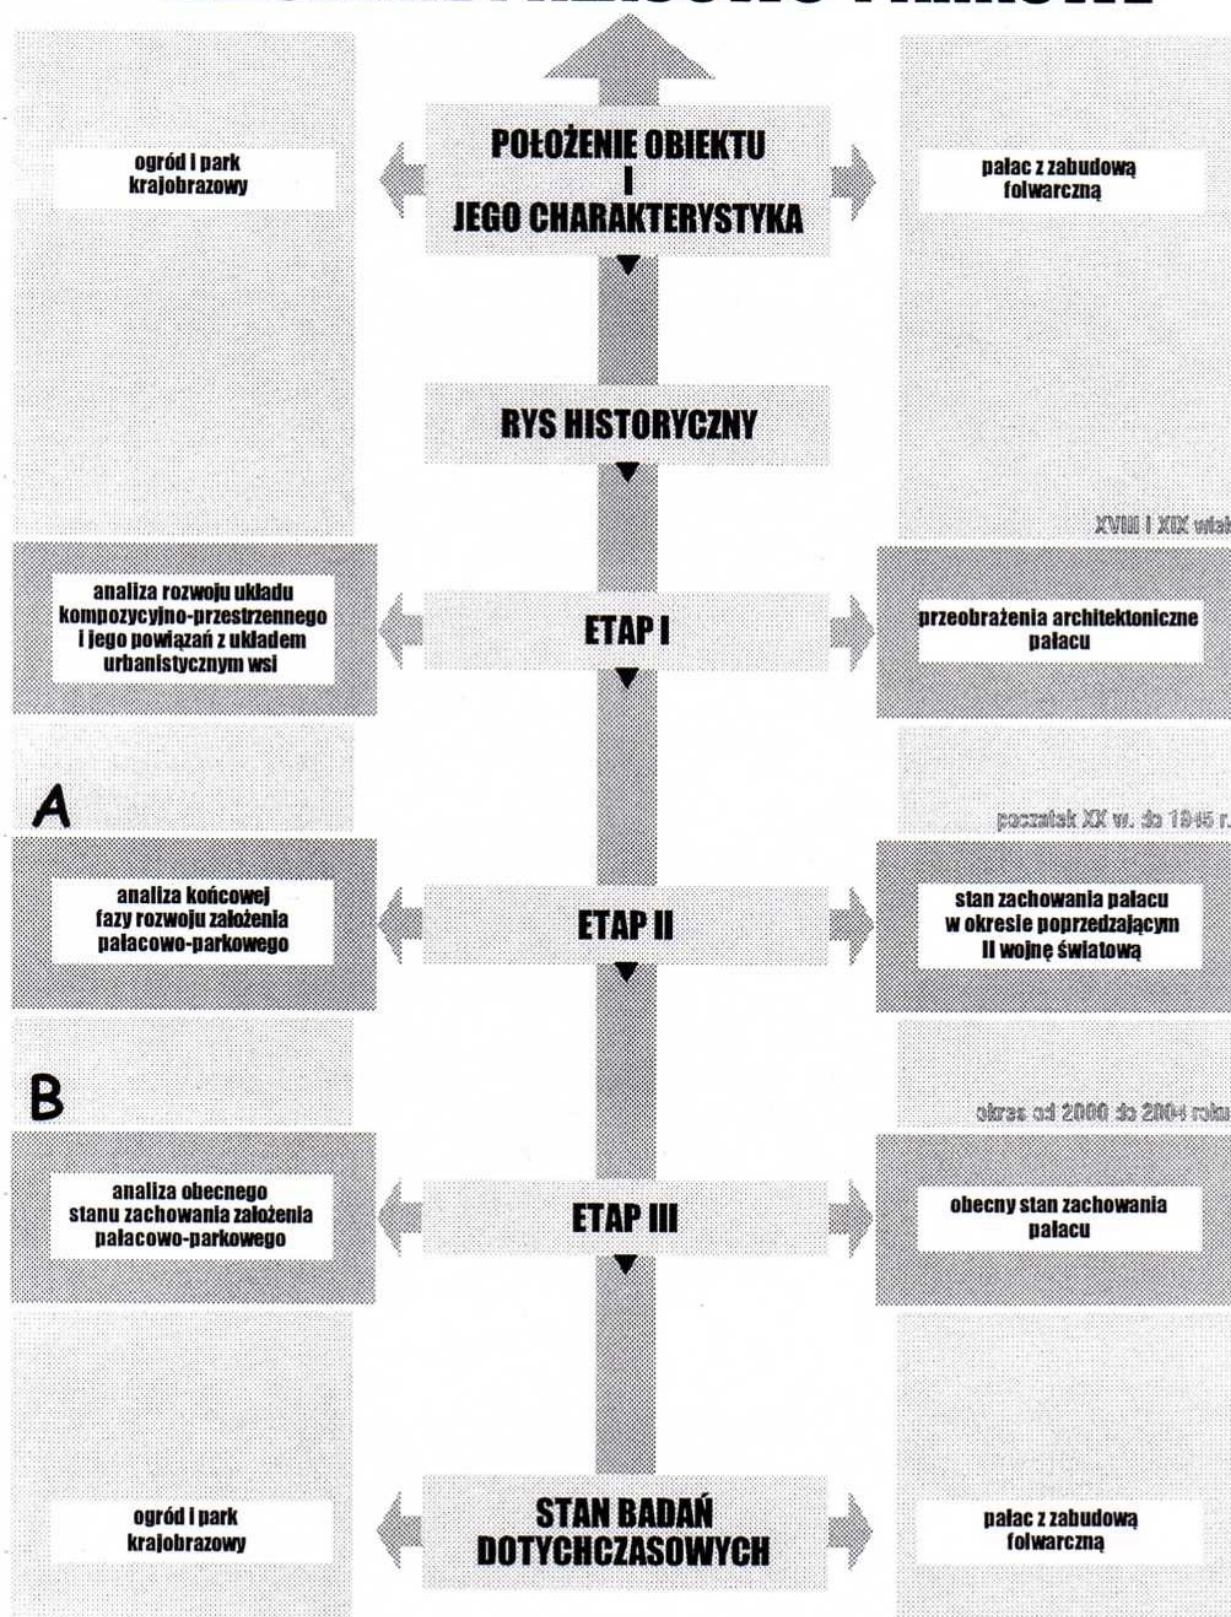 POŁOŻENIE OBIEKTU
I
JEGO CHARAKTERYSTYKA
ogród i park
krajobrazowy
pałac z zabudową
folwarczną
RYS HISTORYCZNY
XVIII i XIX wiek
analiza rozwoju układu
kompozycyjno-przestrzennego
i jego powiązań z układem
urbanistycznym wsi
ETAP I
przeobrażenia architektoniczne
pałacu
A
początek XX w. do 1945 r.
analiza końcowej
fazy rozwoju założenia
pałacowo-parkowego
ETAP II
stan zachowania pałacu
w okresie poprzedzającym
II wojnę światową
B
okres od 2000 do 2004 roku
analiza obecnego
stanu zachowania założenia
pałacowo-parkowego
ETAP III
obecny stan zachowania
pałacu
ogród i park
krajobrazowy
STAN BADAŃ
DOTYCHCZASOWYCH
pałac z zabudową
folwarczną